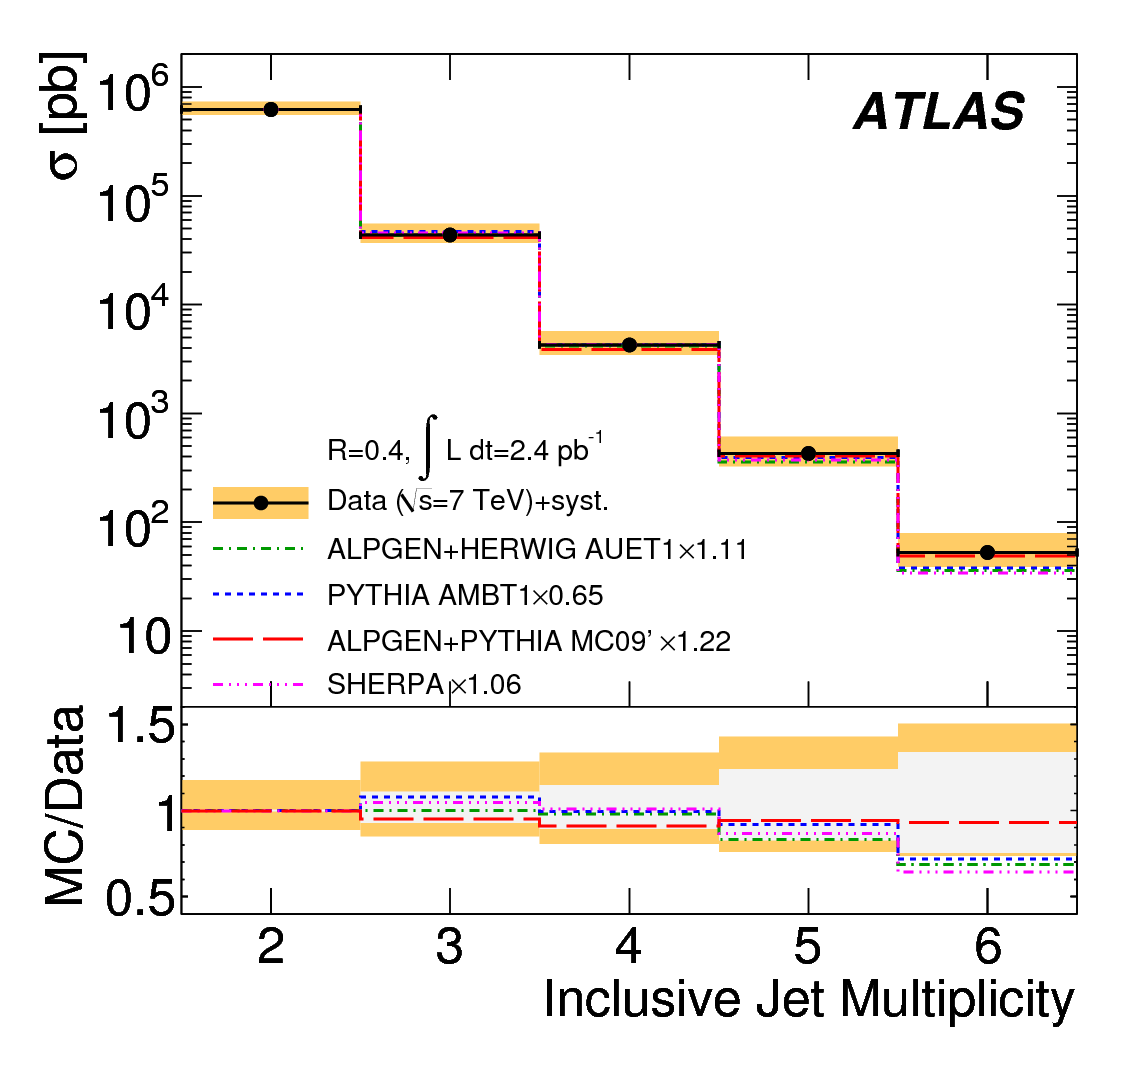 ATLAS
σ [pb]
10⁶
10⁵
10⁴
10³
10²
10
R=0.4, ∫ L dt=2.4 pb⁻¹
Data (√s=7 TeV)+syst.
ALPGEN+HERWIG AUET1×1.11
PYTHIA AMBT1×0.65
ALPGEN+PYTHIA MC09’ ×1.22
SHERPA ×1.06
MC/Data
1.5
1
0.5
2 3 4 5 6
Inclusive Jet Multiplicity